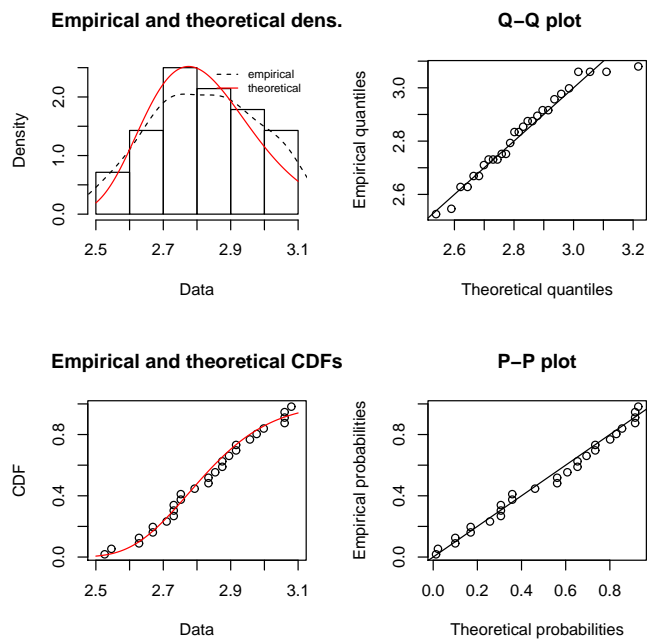 Empirical and theoretical dens.
Density
0.0 1.0 2.0
empirical
theoretical
2.5 2.7 2.9 3.1
Data
Q−Q plot
Empirical quantiles
2.6 2.8 3.0
2.6 2.8 3.0 3.2
Theoretical quantiles
Empirical and theoretical CDFs
CDF
0.0 0.4 0.8
2.5 2.7 2.9 3.1
Data
P−P plot
Empirical probabilities
0.0 0.4 0.8
0.0 0.2 0.4 0.6 0.8
Theoretical probabilities